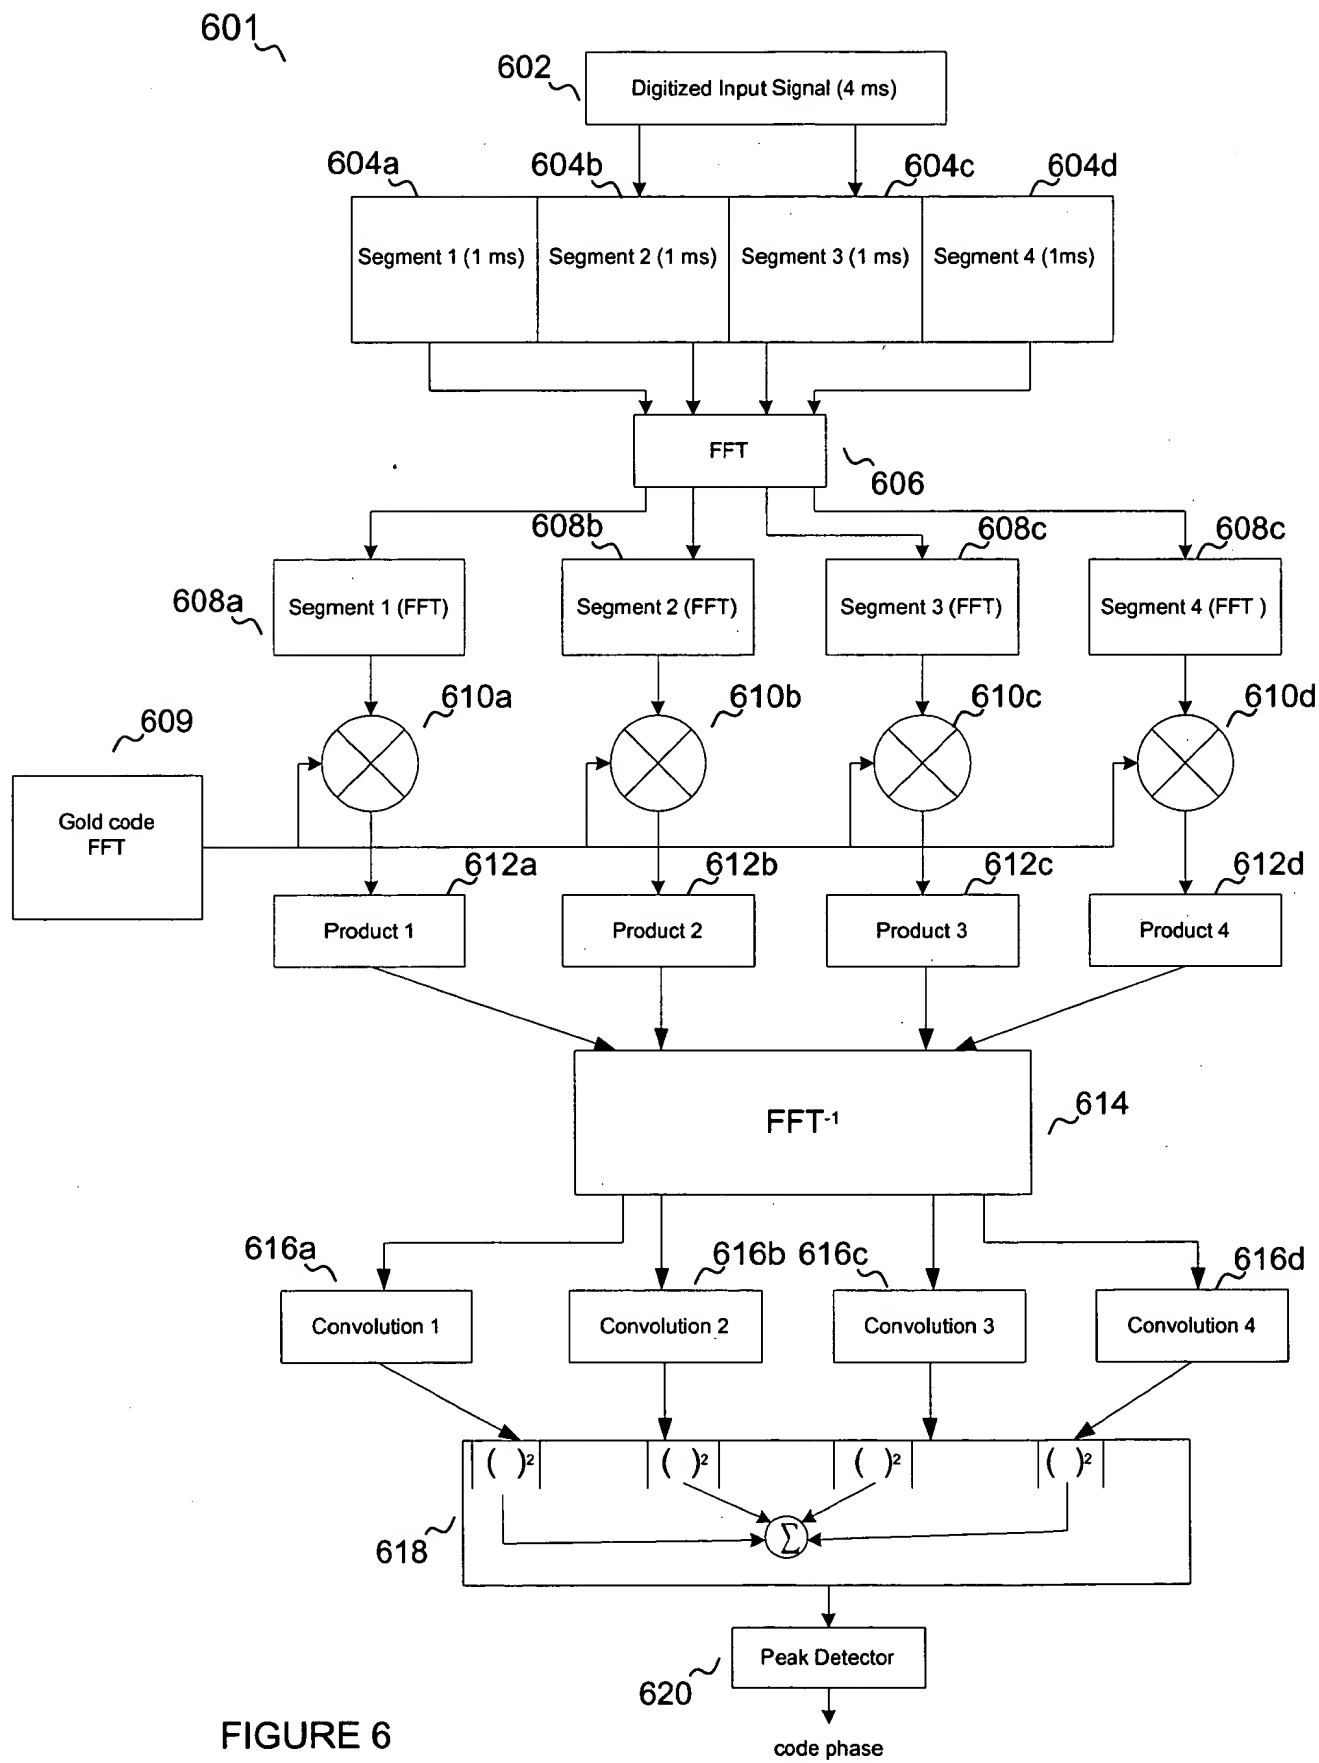 601
602
Digitized Input Signal (4 ms)
604a
604b
604c
604d
Segment 1 (1 ms)
Segment 2 (1 ms)
Segment 3 (1 ms)
Segment 4 (1ms)
FFT
606
608b
608c
608c
608a
Segment 1 (FFT)
Segment 2 (FFT)
Segment 3 (FFT)
Segment 4 (FFT )
610a
610b
610c
610d
609
Gold code
FFT
612a
612b
612c
612d
Product 1
Product 2
Product 3
Product 4
FFT⁻¹
614
616a
616b
616c
616d
Convolution 1
Convolution 2
Convolution 3
Convolution 4
|( )²|
|( )²|
|( )²|
|( )²|
Σ
618
Peak Detector
620
FIGURE 6
code phase